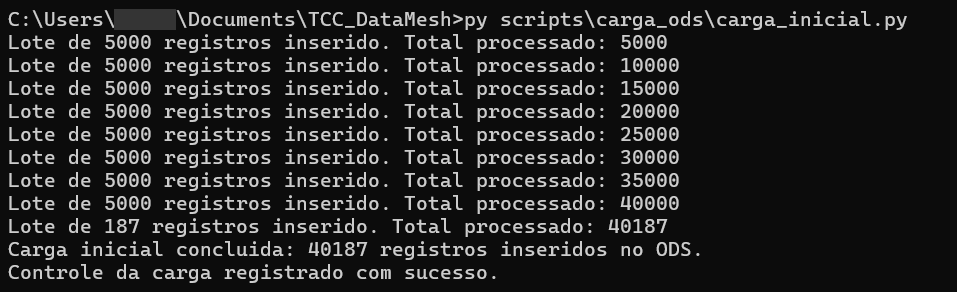 C:\Users\ \Documents\TCC_DataMesh>py scripts\carga_ods\carga_inicial.py
Lote de 5000 registros inserido. Total processado: 5000
Lote de 5000 registros inserido. Total processado: 10000
Lote de 5000 registros inserido. Total processado: 15000
Lote de 5000 registros inserido. Total processado: 20000
Lote de 5000 registros inserido. Total processado: 25000
Lote de 5000 registros inserido. Total processado: 30000
Lote de 5000 registros inserido. Total processado: 35000
Lote de 5000 registros inserido. Total processado: 40000
Lote de 187 registros inserido. Total processado: 40187
Carga inicial concluida: 40187 registros inseridos no ODS.
Controle da carga registrado com sucesso.